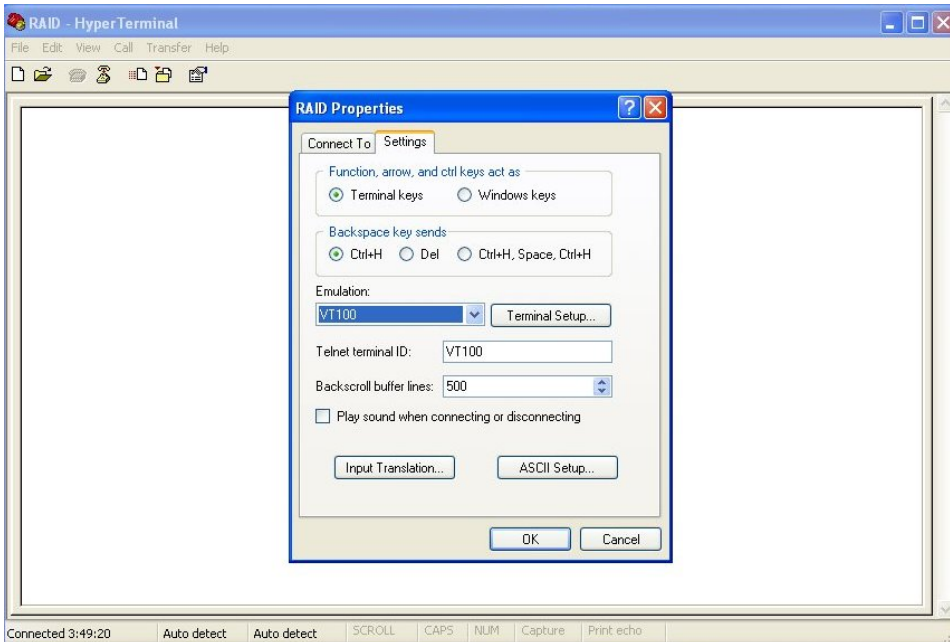 RAID - HyperTerminal
File Edit View Call Transfer Help
RAID Properties
Connect To Settings
Function, arrow, and ctrl keys act as
Terminal keys Windows keys
Backspace key sends
Ctrl+H Del Ctrl+H, Space, Ctrl+H
Emulation:
VT100 Terminal Setup...
Telnet terminal ID: VT100
Backscroll buffer lines: 500
Play sound when connecting or disconnecting
Input Translation... ASCII Setup...
OK Cancel
Connected 3:49:20 Auto detect Auto detect SCROLL CAPS NUM Capture Print echo